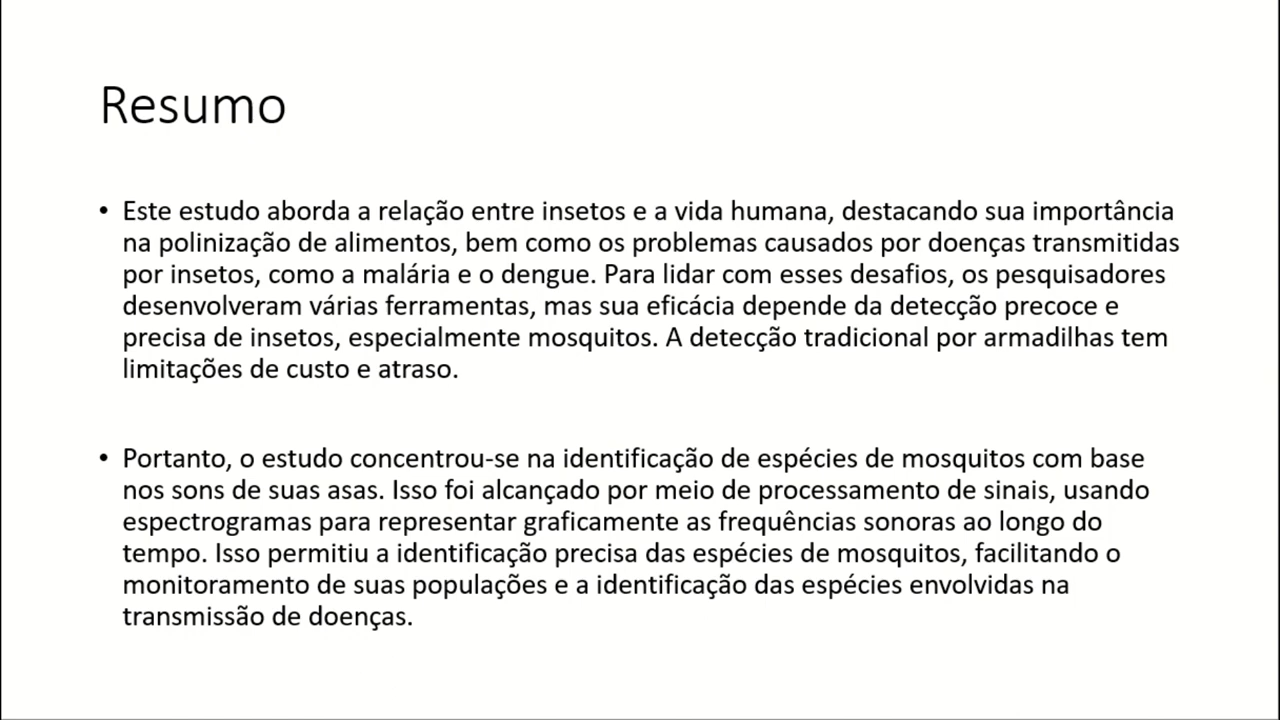 Resumo
• Este estudo aborda a relação entre insetos e a vida humana, destacando sua importância
na polinização de alimentos, bem como os problemas causados por doenças transmitidas
por insetos, como a malária e o dengue. Para lidar com esses desafios, os pesquisadores
desenvolveram várias ferramentas, mas sua eficácia depende da detecção precoce e
precisa de insetos, especialmente mosquitos. A detecção tradicional por armadilhas tem
limitações de custo e atraso.
• Portanto, o estudo concentrou-se na identificação de espécies de mosquitos com base
nos sons de suas asas. Isso foi alcançado por meio de processamento de sinais, usando
espectrogramas para representar graficamente as frequências sonoras ao longo do
tempo. Isso permitiu a identificação precisa das espécies de mosquitos, facilitando o
monitoramento de suas populações e a identificação das espécies envolvidas na
transmissão de doenças.